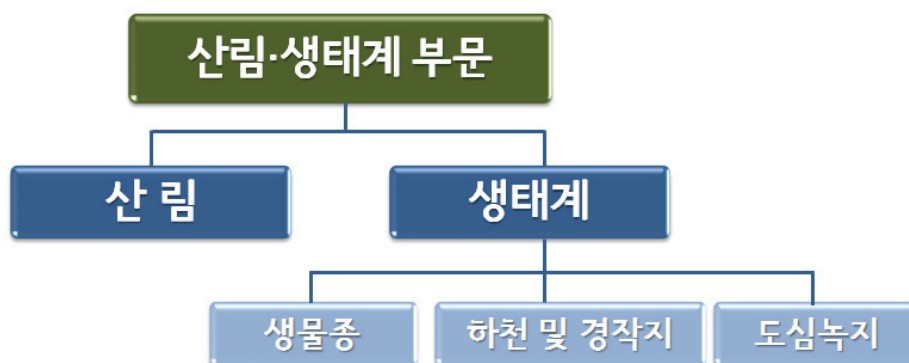 산림·생태계 부문
산 림
생태계
생물종
하천 및 경작지
도심녹지